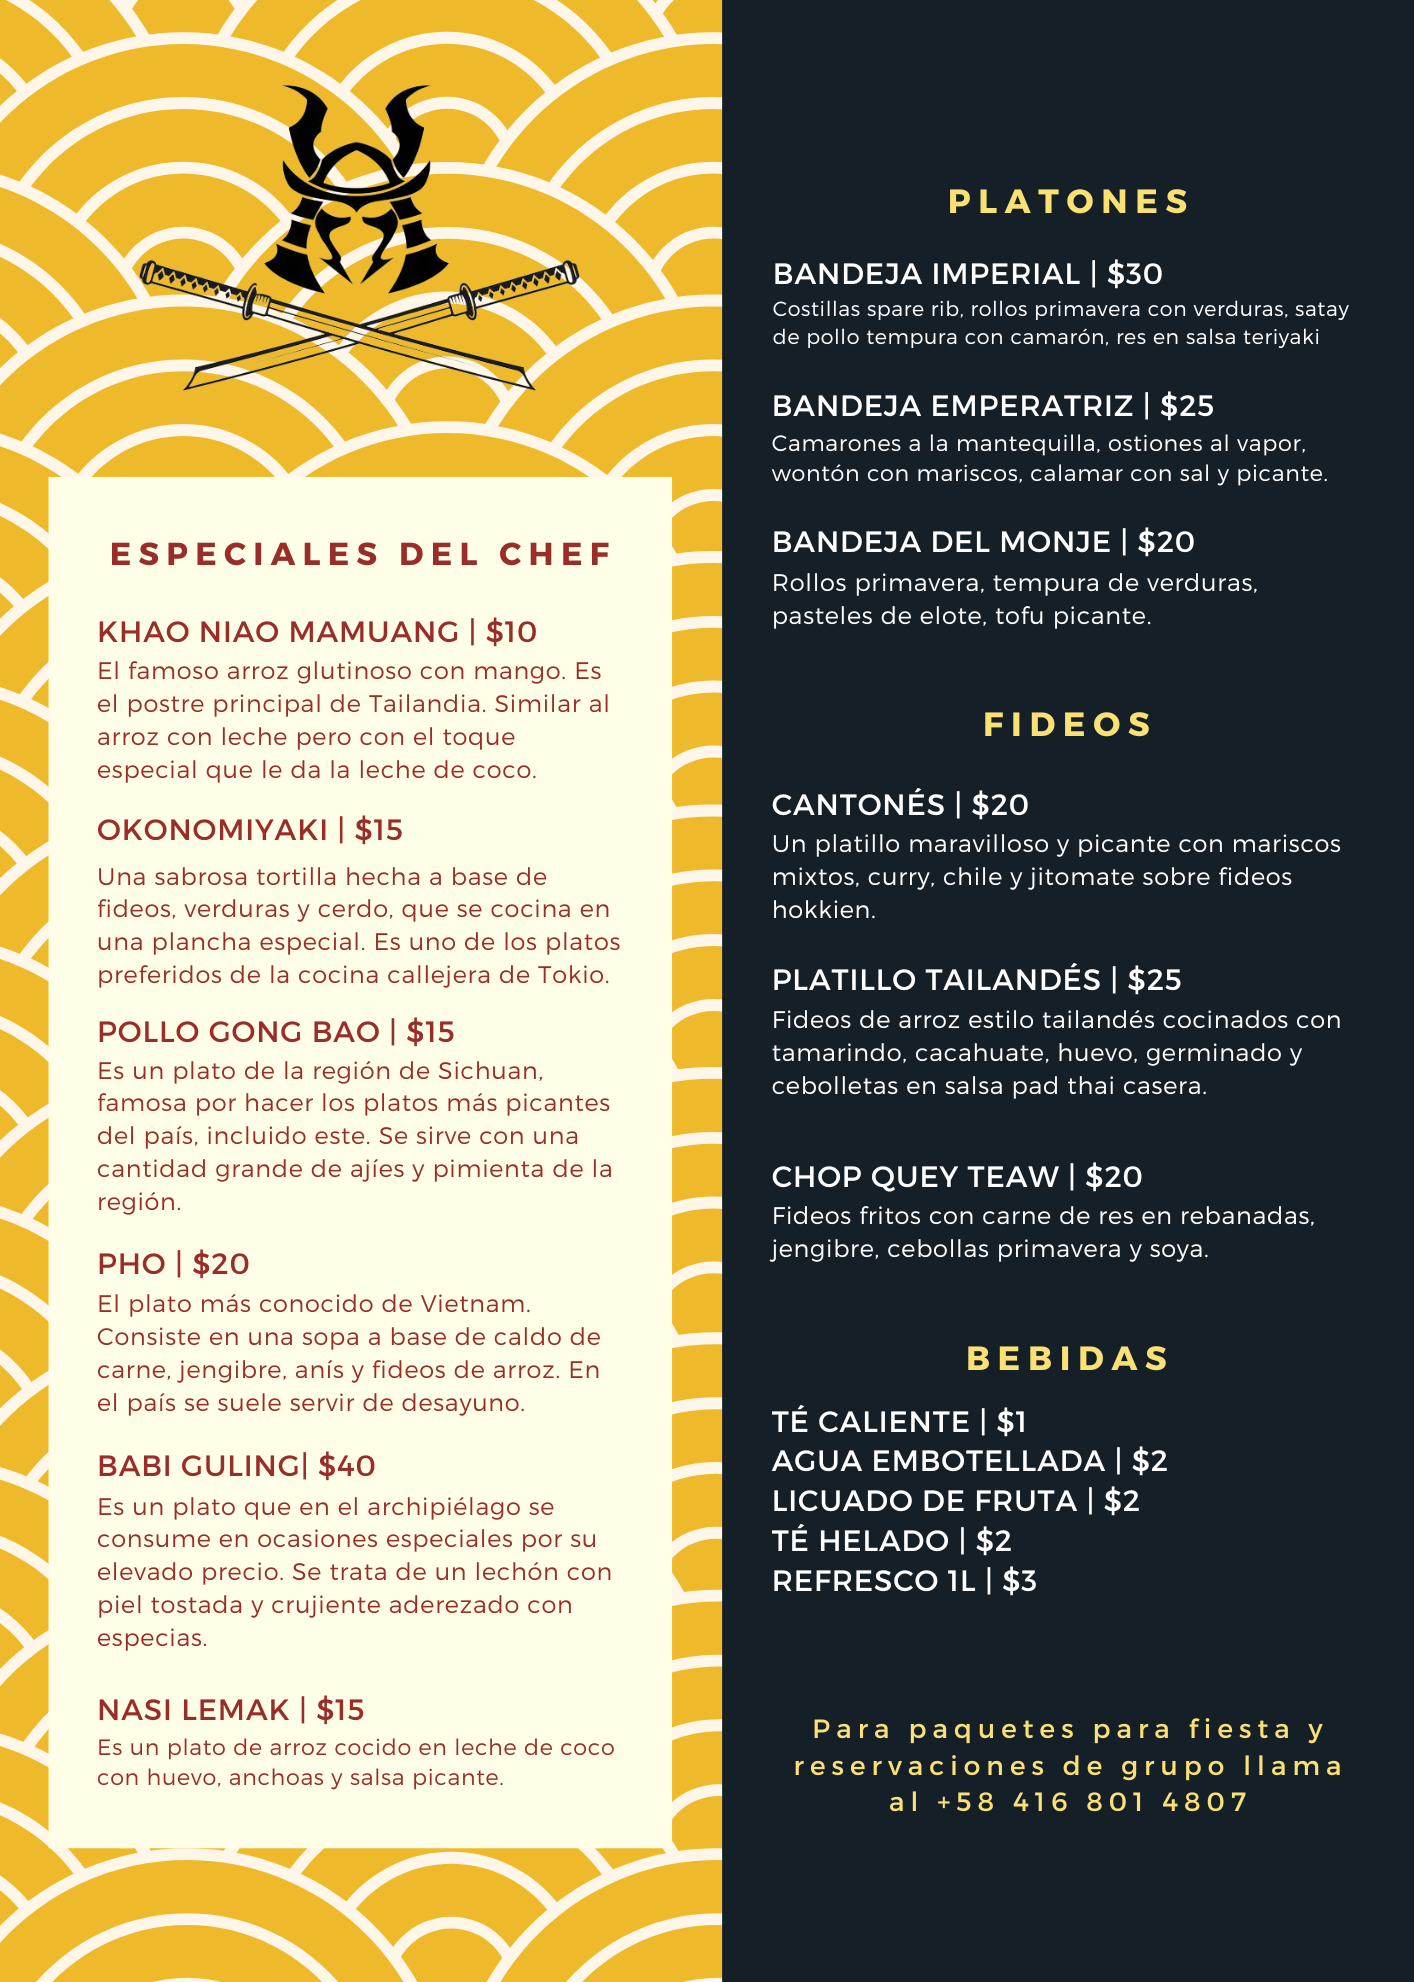 ESPECIALES DEL CHEF
KHAO NIAO MAMUANG | $10
El famoso arroz glutinoso con mango. Es
el postre principal de Tailandia. Similar al
arroz con leche pero con el toque
especial que le da la leche de coco.
OKONOMIYAKI | $15
Una sabrosa tortilla hecha a base de
fideos, verduras y cerdo, que se cocina en
una plancha especial. Es uno de los platos
preferidos de la cocina callejera de Tokio.
POLLO GONG BAO | $15
Es un plato de la región de Sichuan,
famosa por hacer los platos más picantes
del país, incluido este. Se sirve con una
cantidad grande de ajíes y pimienta de la
región.
PHO | $20
El plato más conocido de Vietnam.
Consiste en una sopa a base de caldo de
carne, jengibre, anís y fideos de arroz. En
el país se suele servir de desayuno.
BABI GULING| $40
Es un plato que en el archipiélago se
consume en ocasiones especiales por su
elevado precio. Se trata de un lechón con
piel tostada y crujiente aderezado con
especias.
NASI LEMAK | $15
Es un plato de arroz cocido en leche de coco
con huevo, anchoas y salsa picante.
PLATONES
BANDEJA IMPERIAL | $30
Costillas spare rib, rollos primavera con verduras, satay
de pollo tempura con camarón, res en salsa teriyaki
BANDEJA EMPERATRIZ | $25
Camarones a la mantequilla, ostiones al vapor,
wontón con mariscos, calamar con sal y picante.
BANDEJA DEL MONJE | $20
Rollos primavera, tempura de verduras,
pasteles de elote, tofu picante.
FIDEOS
CANTONÉS | $20
Un platillo maravilloso y picante con mariscos
mixtos, curry, chile y jitomate sobre fideos
hokkien.
PLATILLO TAILANDÉS | $25
Fideos de arroz estilo tailandés cocinados con
tamarindo, cacahuate, huevo, germinado y
cebolletas en salsa pad thai casera.
CHOP QUEY TEAW | $20
Fideos fritos con carne de res en rebanadas,
jengibre, cebollas primavera y soya.
BEBIDAS
TÉ CALIENTE | $1
AGUA EMBOTELLADA | $2
LICUADO DE FRUTA | $2
TÉ HELADO | $2
REFRESCO 1L | $3
Para paquetes para fiesta y
reservaciones de grupo llama
al +58 416 801 4807